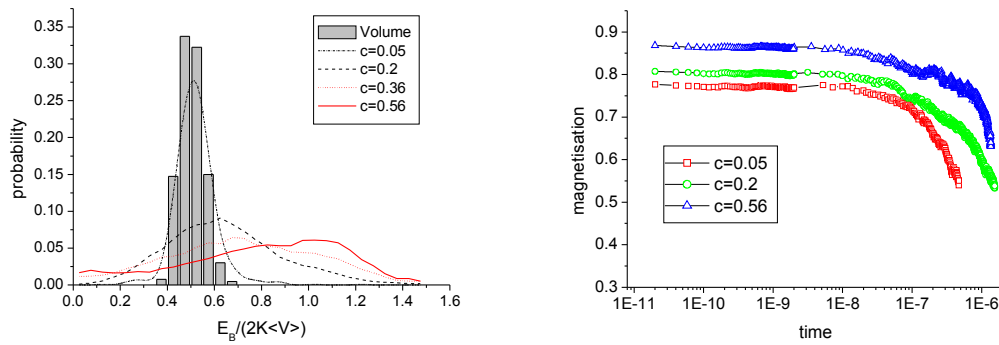 0.35
0.30
0.25
0.20
0.15
0.10
0.05
0.00
probability
0.0 0.2 0.4 0.6 0.8 1.0 1.2 1.4 1.6
E_B/(2K<V>)
Volume
c=0.05
c=0.2
c=0.36
c=0.56
0.9
0.8
0.7
0.6
0.5
0.4
0.3
magnetisation
1E-11 1E-10 1E-9 1E-8 1E-7 1E-6
time
c=0.05
c=0.2
c=0.56